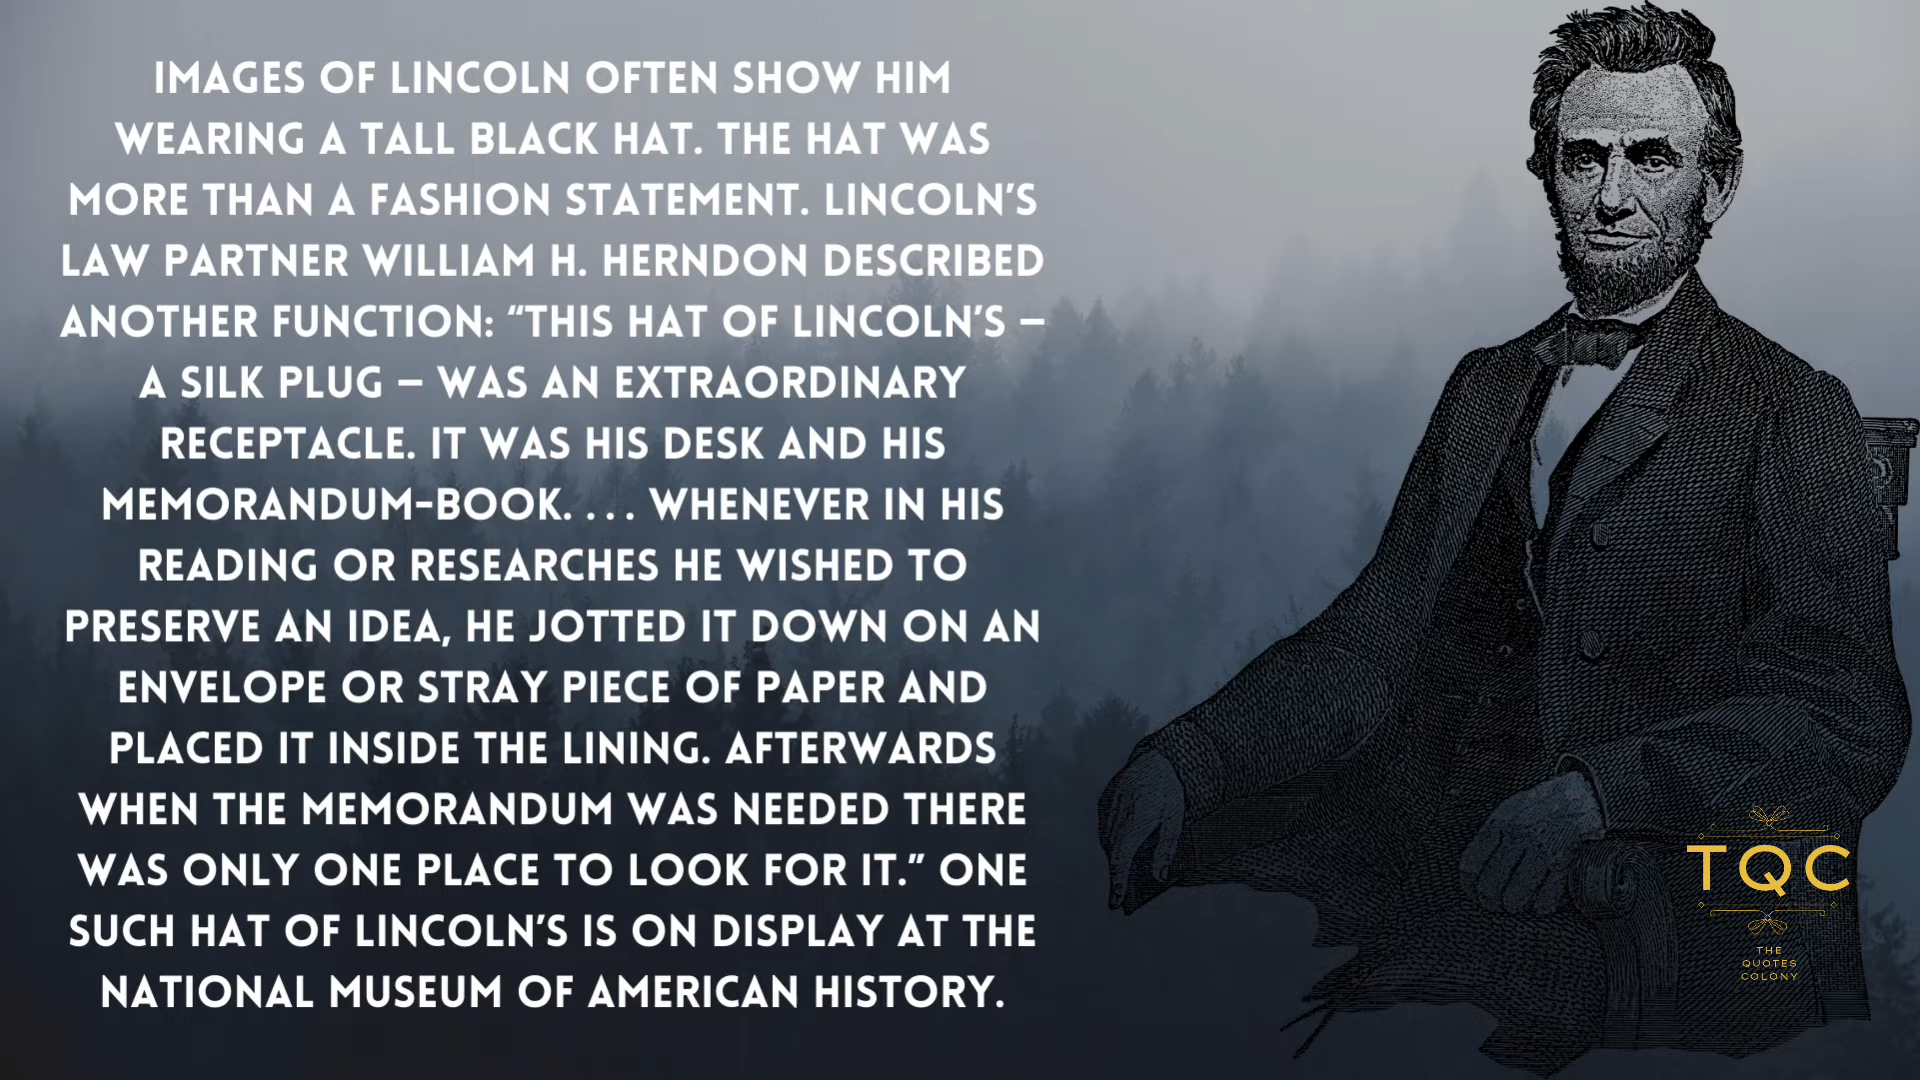 IMAGES OF LINCOLN OFTEN SHOW HIM
WEARING A TALL BLACK HAT. THE HAT WAS
MORE THAN A FASHION STATEMENT. LINCOLN’S
LAW PARTNER WILLIAM H. HERNDON DESCRIBED
ANOTHER FUNCTION: “THIS HAT OF LINCOLN’S –
A SILK PLUG – WAS AN EXTRAORDINARY
RECEPTACLE. IT WAS HIS DESK AND HIS
MEMORANDUM-BOOK. . . . WHENEVER IN HIS
READING OR RESEARCHES HE WISHED TO
PRESERVE AN IDEA, HE JOTTED IT DOWN ON AN
ENVELOPE OR STRAY PIECE OF PAPER AND
PLACED IT INSIDE THE LINING. AFTERWARDS
WHEN THE MEMORANDUM WAS NEEDED THERE
WAS ONLY ONE PLACE TO LOOK FOR IT.” ONE
SUCH HAT OF LINCOLN’S IS ON DISPLAY AT THE
NATIONAL MUSEUM OF AMERICAN HISTORY.
TQC
THE
QUOTES
COLONY